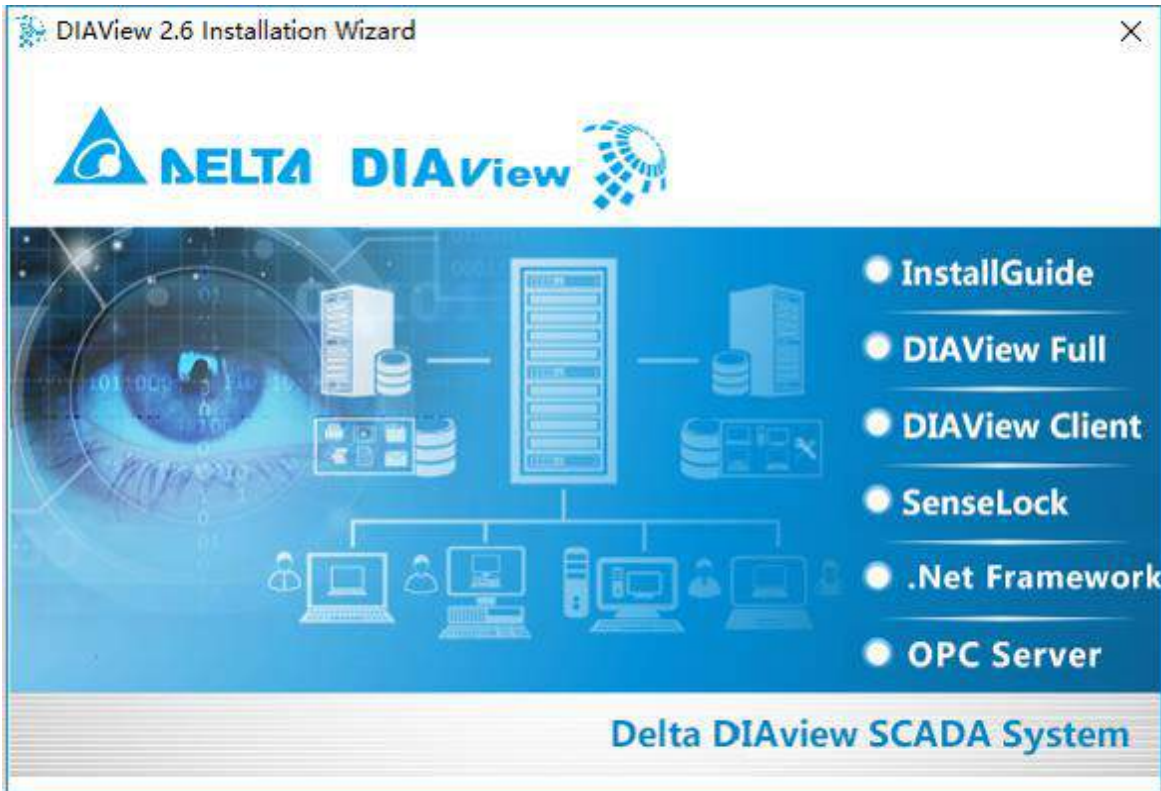 DIAView 2.6 Installation Wizard
DELTA DIAView
InstallGuide
DIAView Full
DIAView Client
SenseLock
.Net Framework
OPC Server
Delta DIAview SCADA System